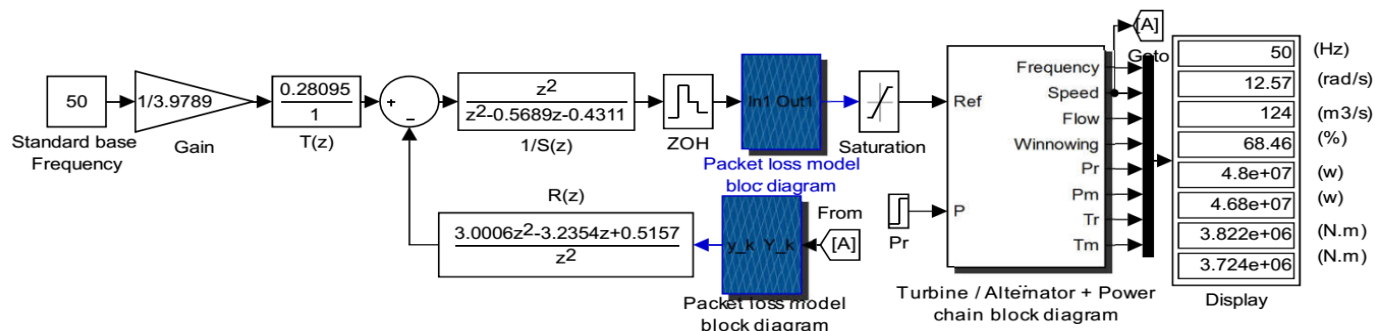 50
Standard base
Frequency
1/3.9789
Gain
0.28095
1
T(z)
+
−
z2
z2-0.5689z-0.4311
1/S(z)
ZOH
In1 Out1
Packet loss model
bloc diagram
Saturation
R(z)
3.0006z2-3.2354z+0.5157
z2
y_k Y_k
Packet loss model
block diagram
From
[A]
Pr
Ref
P
Frequency
Speed
Flow
Winnowing
Pr
Pm
Tr
Tm
Turbine / Alternator + Power
chain block diagram
[A]
Goto
50 (Hz)
12.57 (rad/s)
124 (m3/s)
68.46 (%)
4.8e+07 (w)
4.68e+07 (w)
3.822e+06 (N.m)
3.724e+06 (N.m)
Display